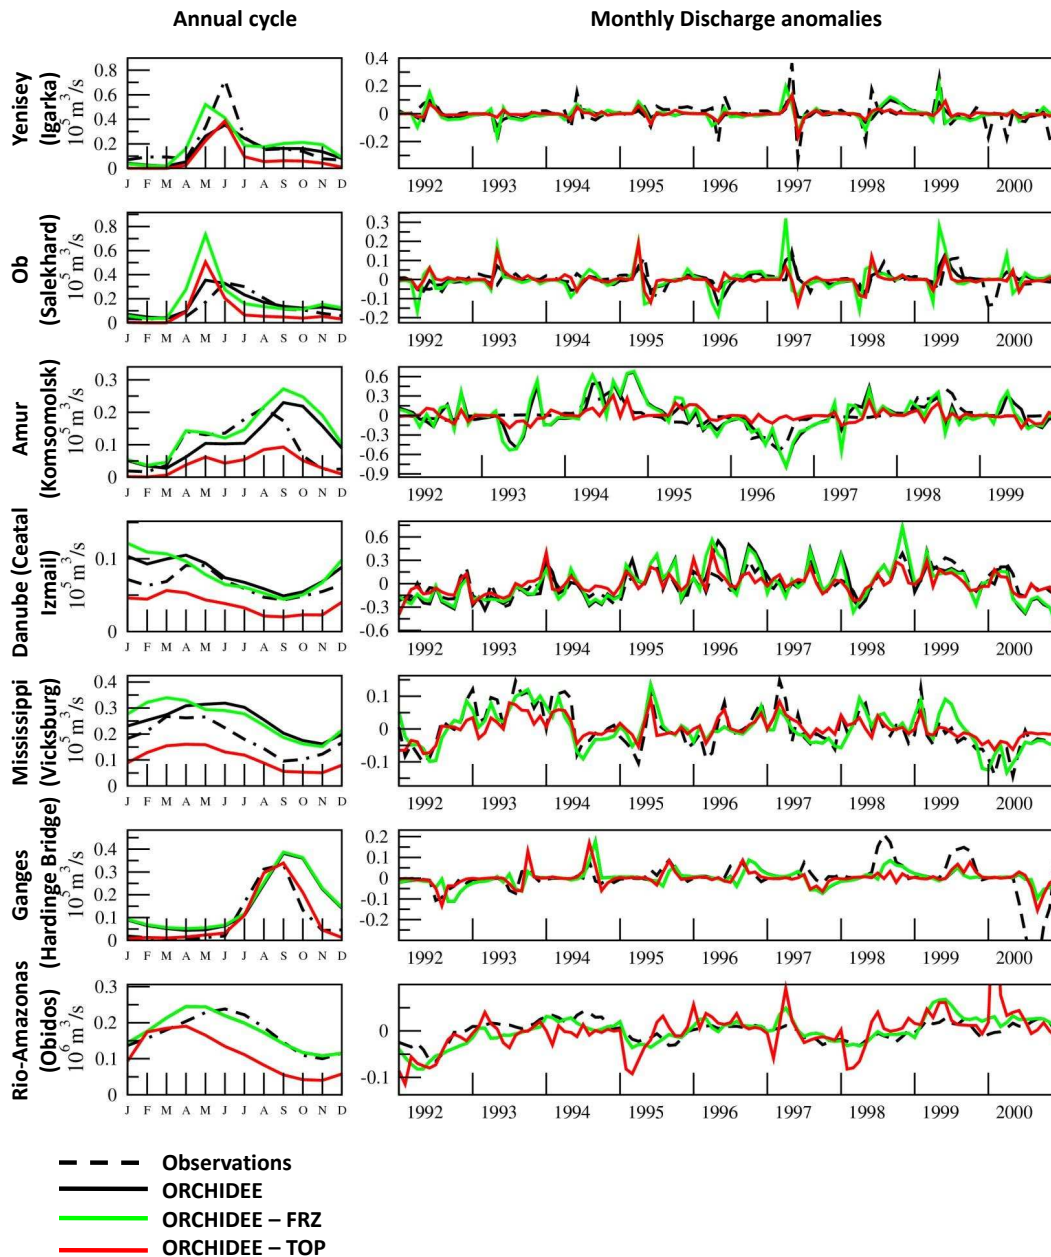 Annual cycle
Monthly Discharge anomalies
Yenisey
(Igarka)
10^5 m^3/s
0.8
0.6
0.4
0.2
0
J F M A M J J A S O N D
0.4
0.2
0
-0.2
1992 1993 1994 1995 1996 1997 1998 1999 2000
Ob
(Salekhard)
10^5 m^3/s
0.8
0.6
0.4
0.2
0
J F M A M J J A S O N D
0.3
0.2
0.1
0
-0.1
-0.2
1992 1993 1994 1995 1996 1997 1998 1999 2000
Amur
(Komsomolsk)
10^5 m^3/s
0.3
0.2
0.1
0
J F M A M J J A S O N D
0.6
0.3
0
-0.3
-0.6
-0.9
1992 1993 1994 1995 1996 1997 1998 1999
Danube (Ceatal
Izmail)
10^5 m^3/s
0.1
0
J F M A M J J A S O N D
0.6
0.3
0
-0.3
-0.6
1992 1993 1994 1995 1996 1997 1998 1999 2000
Mississippi
(Vicksburg)
10^5 m^3/s
0.4
0.3
0.2
0.1
0
J F M A M J J A S O N D
0.1
0
-0.1
1992 1993 1994 1995 1996 1997 1998 1999 2000
Ganges
(Hardinge Bridge)
10^5 m^3/s
0.4
0.3
0.2
0.1
0
J F M A M J J A S O N D
0.2
0.1
0
-0.1
-0.2
1992 1993 1994 1995 1996 1997 1998 1999 2000
Rio-Amazonas
(Obidos)
10^6 m^3/s
0.3
0.2
0.1
0
J F M A M J J A S O N D
0
-0.1
1992 1993 1994 1995 1996 1997 1998 1999 2000
Observations
ORCHIDEE
ORCHIDEE – FRZ
ORCHIDEE – TOP